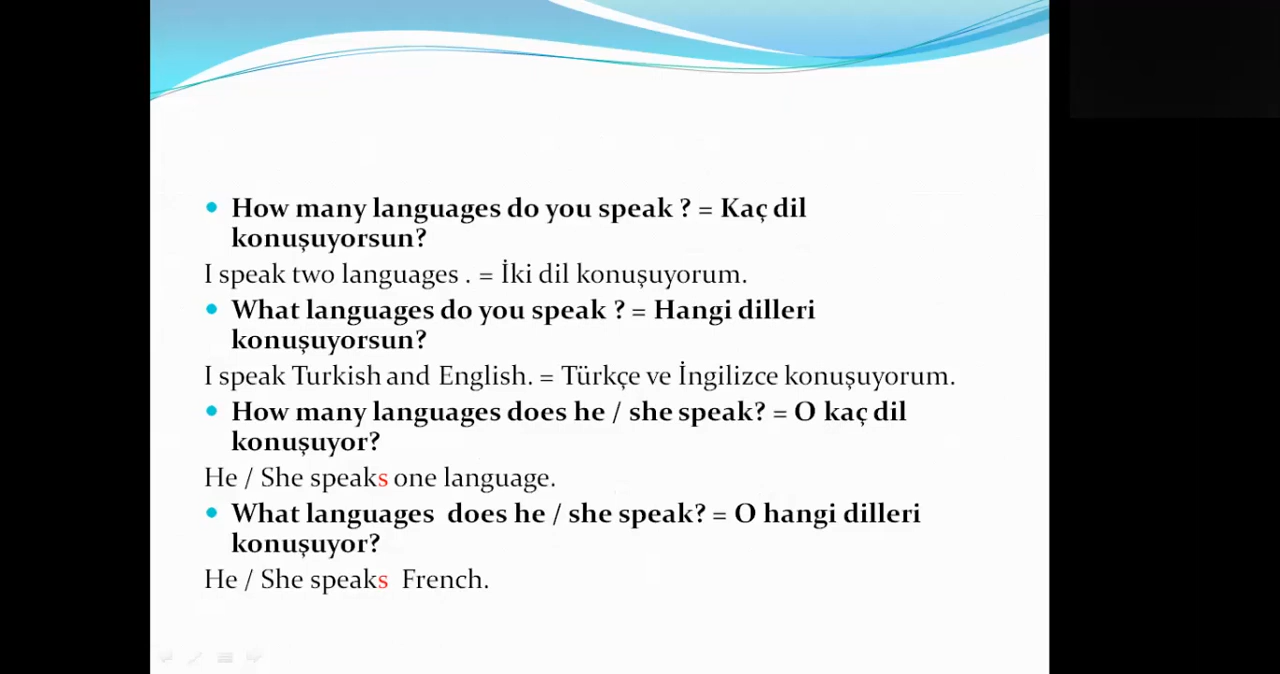 How many languages do you speak ? = Kaç dil
konuşuyorsun?
I speak two languages . = İki dil konuşuyorum.
What languages do you speak ? = Hangi dilleri
konuşuyorsun?
I speak Turkish and English. = Türkçe ve İngilizce konuşuyorum.
How many languages does he / she speak? = O kaç dil
konuşuyor?
He / She speaks one language.
What languages does he / she speak? = O hangi dilleri
konuşuyor?
He / She speaks French.